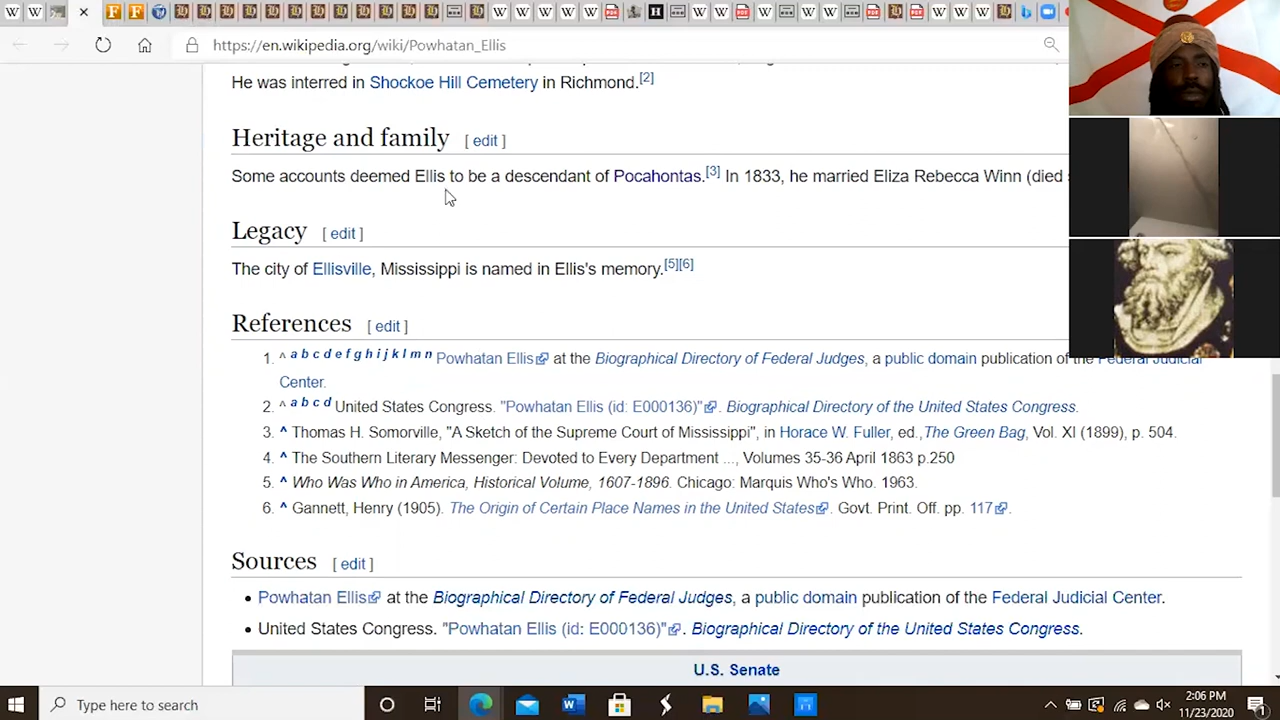 https://en.wikipedia.org/wiki/Powhatan_Ellis
He was interred in Shockoe Hill Cemetery in Richmond.[2]
Heritage and family [ edit ]
Some accounts deemed Ellis to be a descendant of Pocahontas.[3] In 1833, he married Eliza Rebecca Winn (died
Legacy [ edit ]
The city of Ellisville, Mississippi is named in Ellis's memory.[5][6]
References [ edit ]
1. ^ a b c d e f g h i j k l m n Powhatan Ellis at the Biographical Directory of Federal Judges, a public domain publication of the Federal Judicial
Center.
2. ^ a b c d United States Congress. "Powhatan Ellis (id: E000136)". Biographical Directory of the United States Congress.
3. ^ Thomas H. Somorville, "A Sketch of the Supreme Court of Mississippi", in Horace W. Fuller, ed., The Green Bag, Vol. XI (1899), p. 504.
4. ^ The Southern Literary Messenger: Devoted to Every Department ..., Volumes 35-36 April 1863 p.250
5. ^ Who Was Who in America, Historical Volume, 1607-1896. Chicago: Marquis Who's Who. 1963.
6. ^ Gannett, Henry (1905). The Origin of Certain Place Names in the United States. Govt. Print. Off. pp. 117.
Sources [ edit ]
• Powhatan Ellis at the Biographical Directory of Federal Judges, a public domain publication of the Federal Judicial Center.
• United States Congress. "Powhatan Ellis (id: E000136)". Biographical Directory of the United States Congress.
U.S. Senate
Type here to search
2:06 PM
11/23/2020